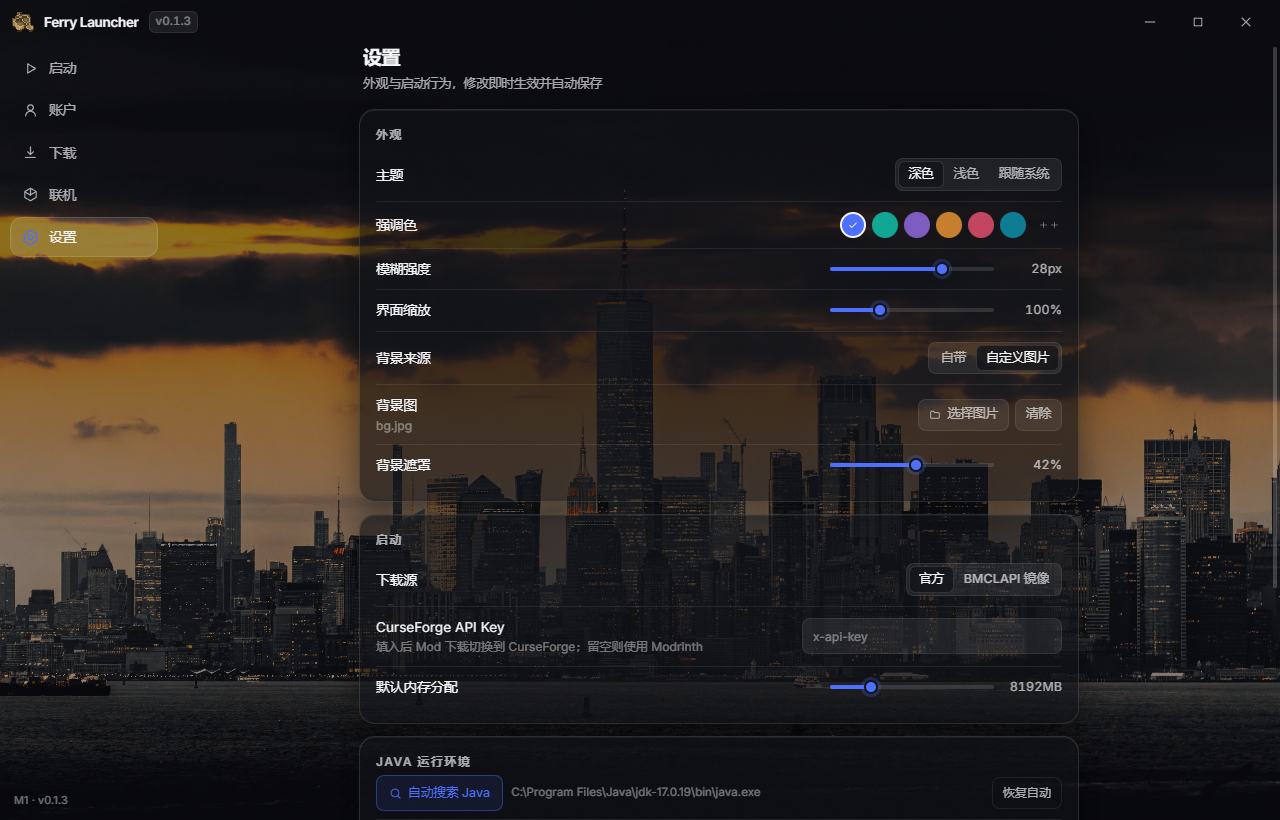 Ferry Launcher v0.1.3
启动
账户
下载
联机
设置
M1 · v0.1.3
设置
外观与启动行为，修改即时生效并自动保存
外观
主题 深色 浅色 跟随系统
强调色 ++
模糊强度 28px
界面缩放 100%
背景来源 自带 自定义图片
背景图 选择图片 清除
bg.jpg
背景遮罩 42%
启动
下载源 官方 BMCLAPI 镜像
CurseForge API Key x-api-key
填入后 Mod 下载切换到 CurseForge；留空则使用 Modrinth
默认内存分配 8192MB
JAVA 运行环境
自动搜索 Java C:\Program Files\Java\jdk-17.0.19\bin\java.exe 恢复自动